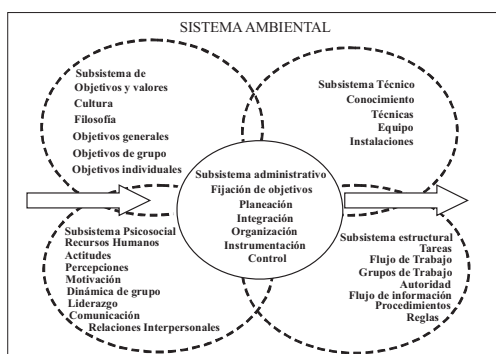 SISTEMA AMBIENTAL
Subsistema de
Objetivos y valores
Cultura
Filosofía
Objetivos generales
Objetivos de grupo
Objetivos individuales
Subsistema Técnico
Conocimiento
Técnicas
Equipo
Instalaciones
Subsistema administrativo
Fijación de objetivos
Planeación
Integración
Organización
Instrumentación
Control
Subsistema Psicosocial
Recursos Humanos
Actitudes
Percepciones
Motivación
Dinámica de grupo
Liderazgo
Comunicación
Relaciones Interpersonales
Subsistema estructural
Tareas
Flujo de Trabajo
Grupos de Trabajo
Autoridad
Flujo de información
Procedimientos
Reglas